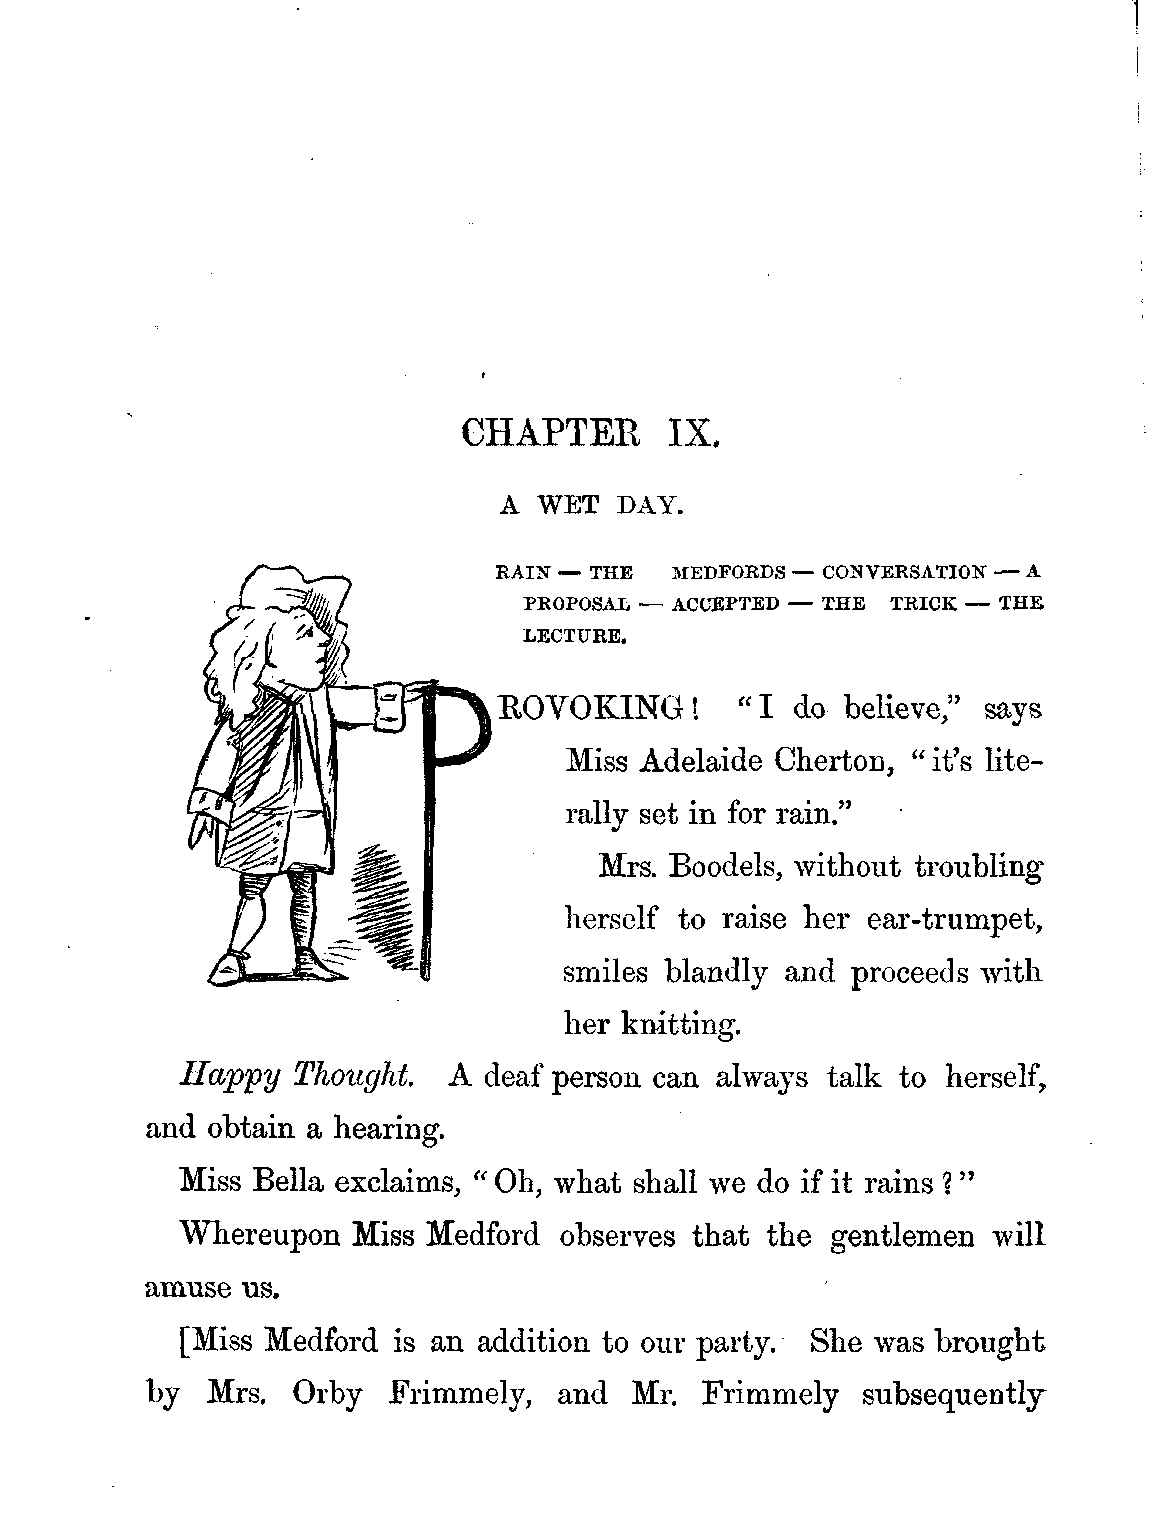 CHAPTER IX.
A WET DAY.
RAIN — THE MEDFORDS — CONVERSATION — A
PROPOSAL — ACCEPTED — THE TRICK — THE
LECTURE.
PROVOKING! “I do believe,” says
Miss Adelaide Cherton, “it’s lite-
rally set in for rain.”
Mrs. Boodels, without troubling
herself to raise her ear-trumpet,
smiles blandly and proceeds with
her knitting.
Happy Thought. A deaf person can always talk to herself,
and obtain a hearing.
Miss Bella exclaims, “Oh, what shall we do if it rains?”
Whereupon Miss Medford observes that the gentlemen will
amuse us.
[Miss Medford is an addition to our party. She was brought
by Mrs. Orby Frimmely, and Mr. Frimmely subsequently